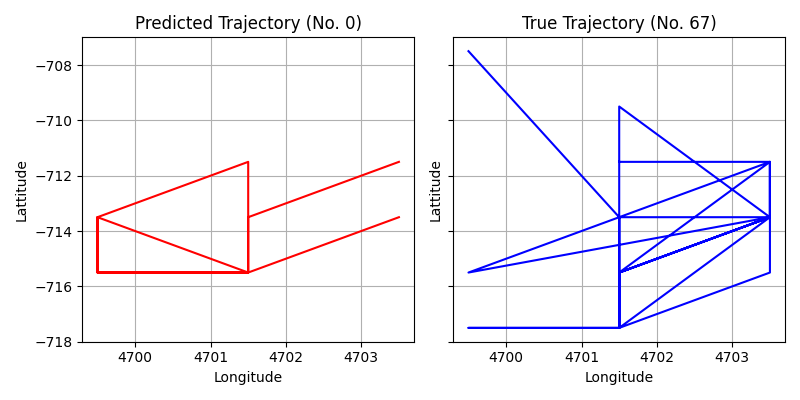 Predicted Trajectory (No. 0)
True Trajectory (No. 67)
−708
−710
−712
−714
−716
−718
Lattitude
Lattitude
4700
4701
4702
4703
4700
4701
4702
4703
Longitude
Longitude